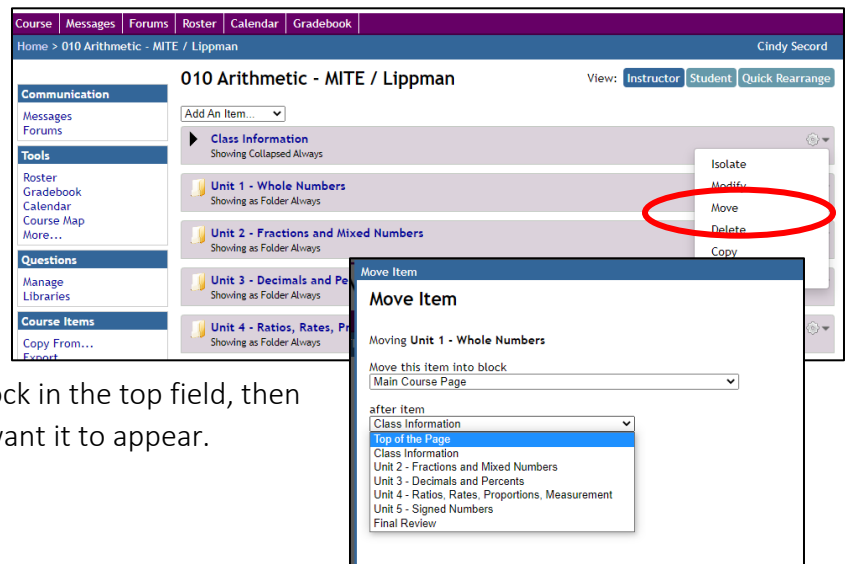 Course Messages Forums Roster Calendar Gradebook
Home > 010 Arithmetic - MITE / Lippman Cindy Secord
010 Arithmetic - MITE / Lippman
View: Instructor Student Quick Rearrange
Communication
Messages
Forums
Tools
Roster
Gradebook
Calendar
Course Map
More...
Questions
Manage
Libraries
Course Items
Copy From...
Export
Add An Item...
Class Information
Showing Collapsed Always
Unit 1 - Whole Numbers
Showing as Folder Always
Unit 2 - Fractions and Mixed Numbers
Showing as Folder Always
Unit 3 - Decimals and Pe
Showing as Folder Always
Unit 4 - Ratios, Rates, Pr
Showing as Folder Always
Isolate
Modify
Move
Delete
Copy
Move Item
Move Item
Moving Unit 1 - Whole Numbers
Move this item into block
Main Course Page
after item
Class Information
Top of the Page
Class Information
Unit 2 - Fractions and Mixed Numbers
Unit 3 - Decimals and Percents
Unit 4 - Ratios, Rates, Proportions, Measurement
Unit 5 - Signed Numbers
Final Review
ock in the top field, then
want it to appear.